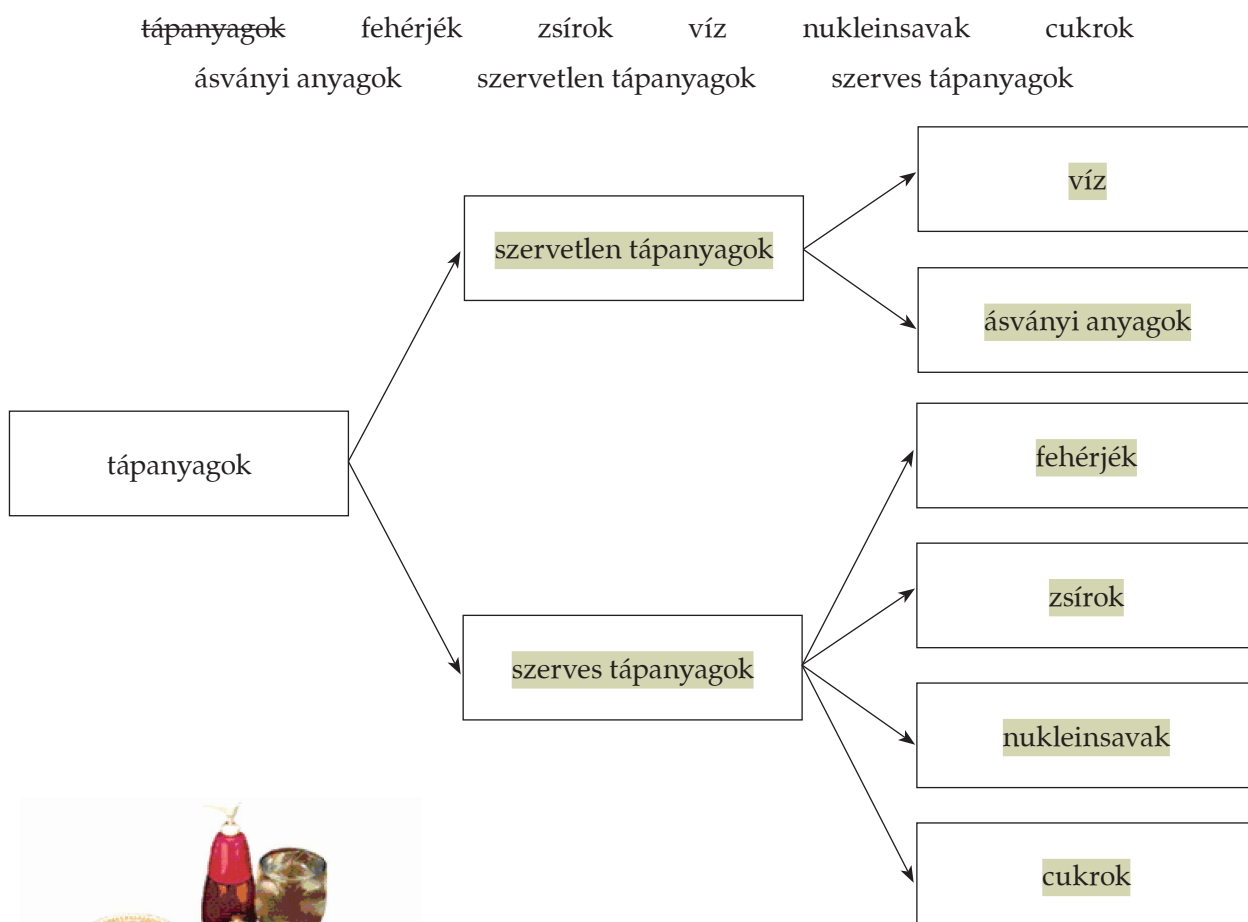 tápanyagok fehérjék zsírok víz nukleinsavak cukrok
ásványi anyagok szervetlen tápanyagok szerves tápanyagok
víz
szervetlen tápanyagok
ásványi anyagok
fehérjék
tápanyagok
zsírok
szerves tápanyagok
nukleinsavak
cukrok